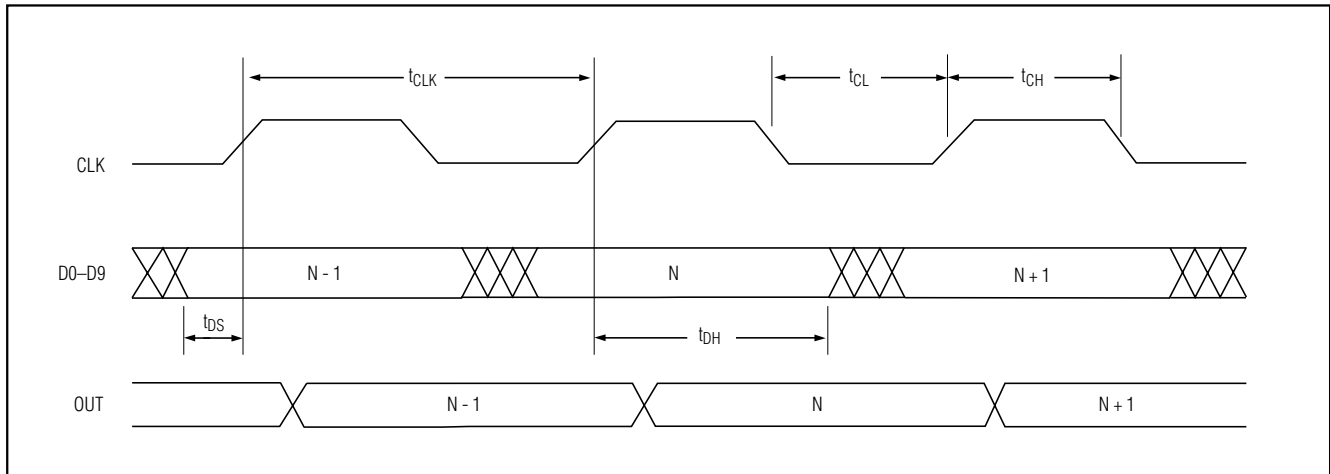 tCLK
tCL
tCH
CLK
D0–D9
N - 1
N
N + 1
tDS
tDH
OUT
N - 1
N
N + 1